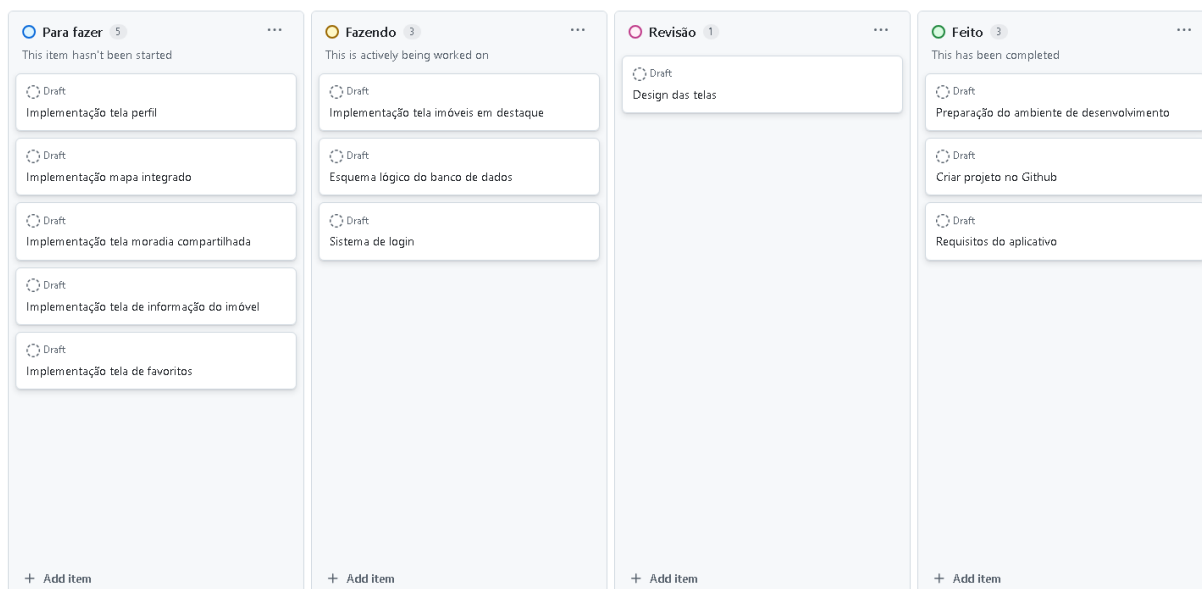 Para fazer 5
This item hasn't been started
Draft
Implementação tela perfil
Draft
Implementação mapa integrado
Draft
Implementação tela moradia compartilhada
Draft
Implementação tela de informação do imóvel
Draft
Implementação tela de favoritos
+ Add item
Fazendo 3
This is actively being worked on
Draft
Implementação tela imóveis em destaque
Draft
Esquema lógico do banco de dados
Draft
Sistema de login
+ Add item
Revisão 1
Draft
Design das telas
+ Add item
Feito 3
This has been completed
Draft
Preparação do ambiente de desenvolvimento
Draft
Criar projeto no Github
Draft
Requisitos do aplicativo
+ Add item